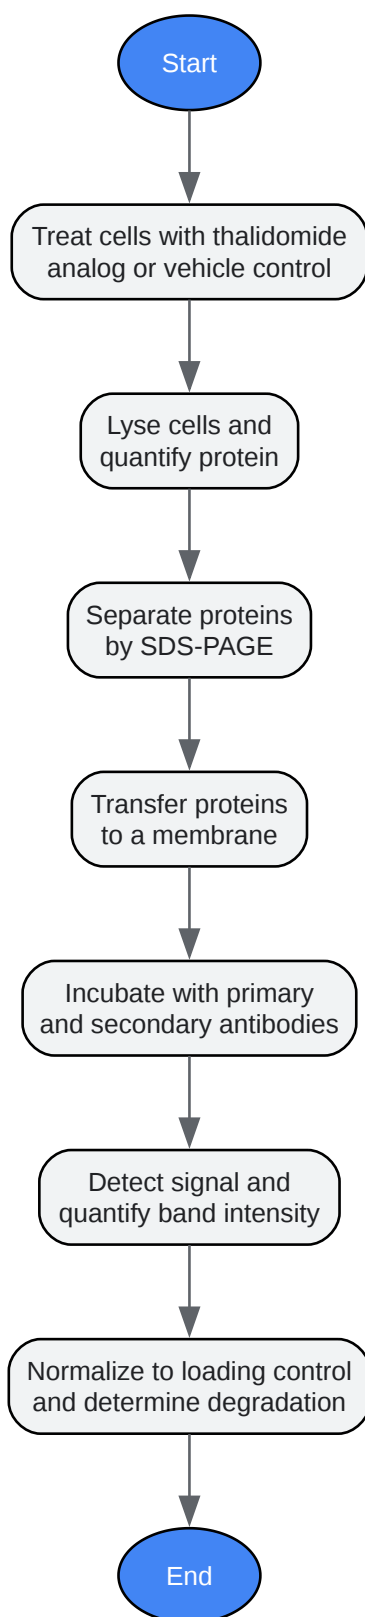 Start
Treat cells with thalidomide
analog or vehicle control
Lyse cells and
quantify protein
Separate proteins
by SDS-PAGE
Transfer proteins
to a membrane
Incubate with primary
and secondary antibodies
Detect signal and
quantify band intensity
Normalize to loading control
and determine degradation
End